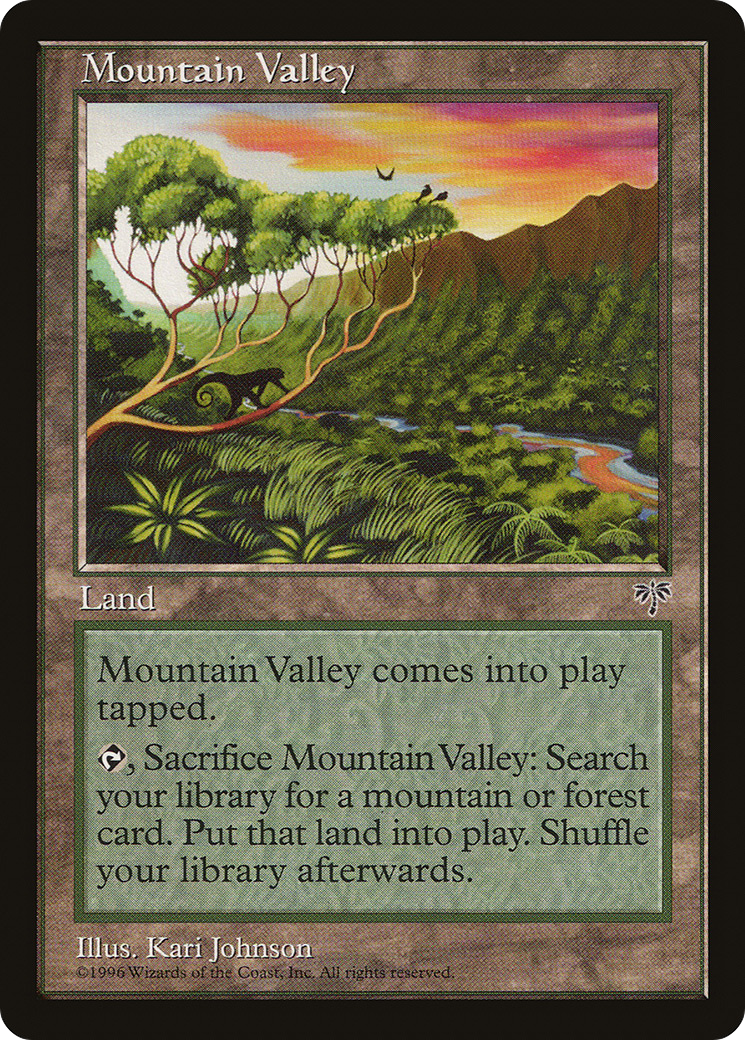 Mountain Valley
Land
Mountain Valley comes into play
tapped.
, Sacrifice Mountain Valley: Search
your library for a mountain or forest
card. Put that land into play. Shuffle
your library afterwards.
Illus. Kari Johnson
©1996 Wizards of the Coast, Inc. All rights reserved.